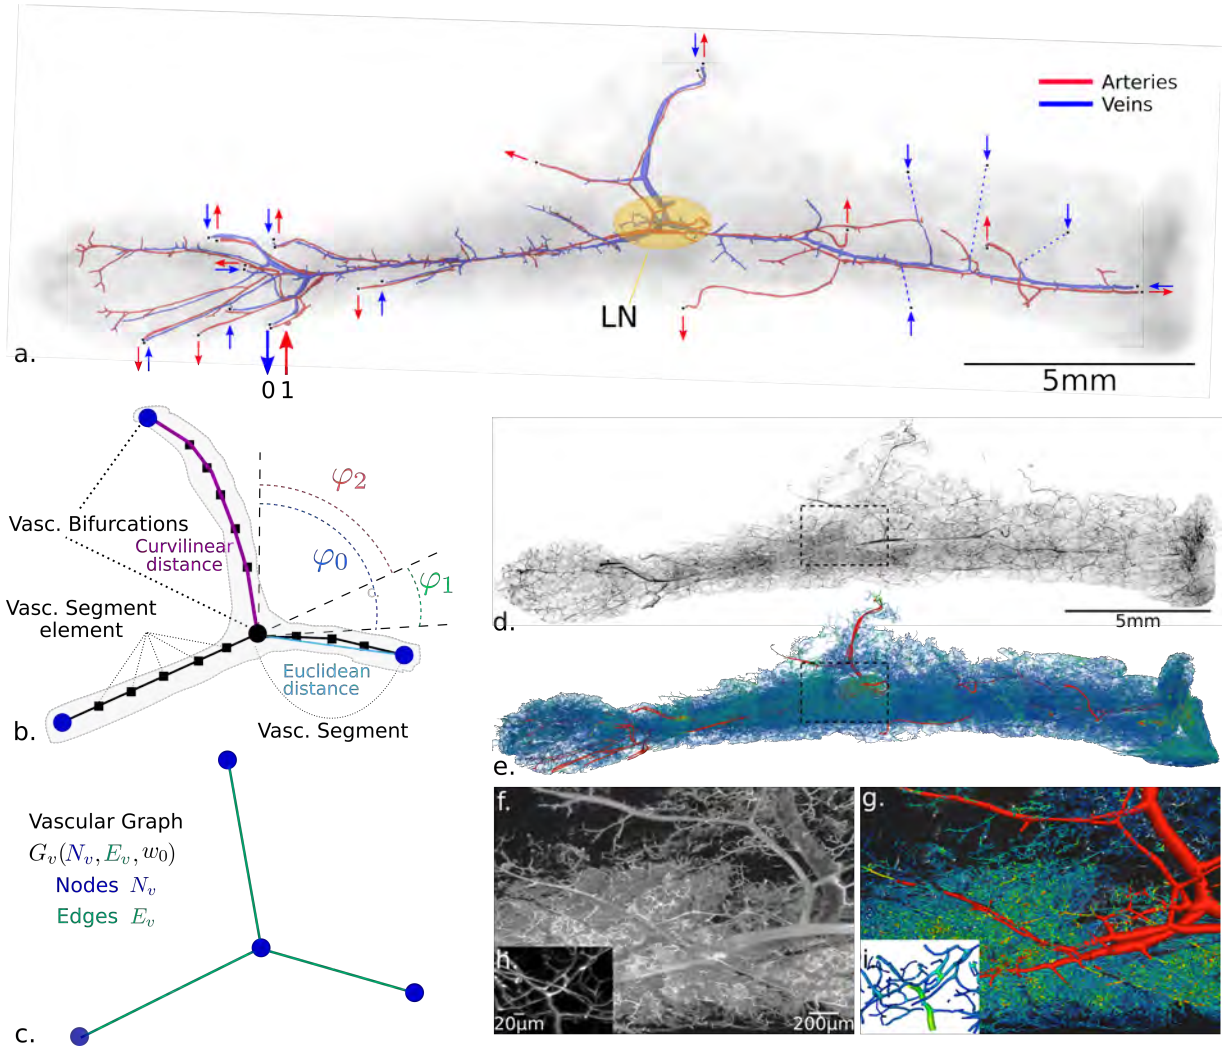 Arteries
Veins
LN
5mm
a.
0 1
φ2
φ0
φ1
Vasc. Bifurcations
Curvilinear
distance
Vasc. Segment
element
Euclidean
distance
Vasc. Segment
b.
Vascular Graph
Gv(Nv, Ev, w0)
Nodes Nv
Edges Ev
c.
d.
5mm
e.
f.
g.
h.
i.
20μm
200μm